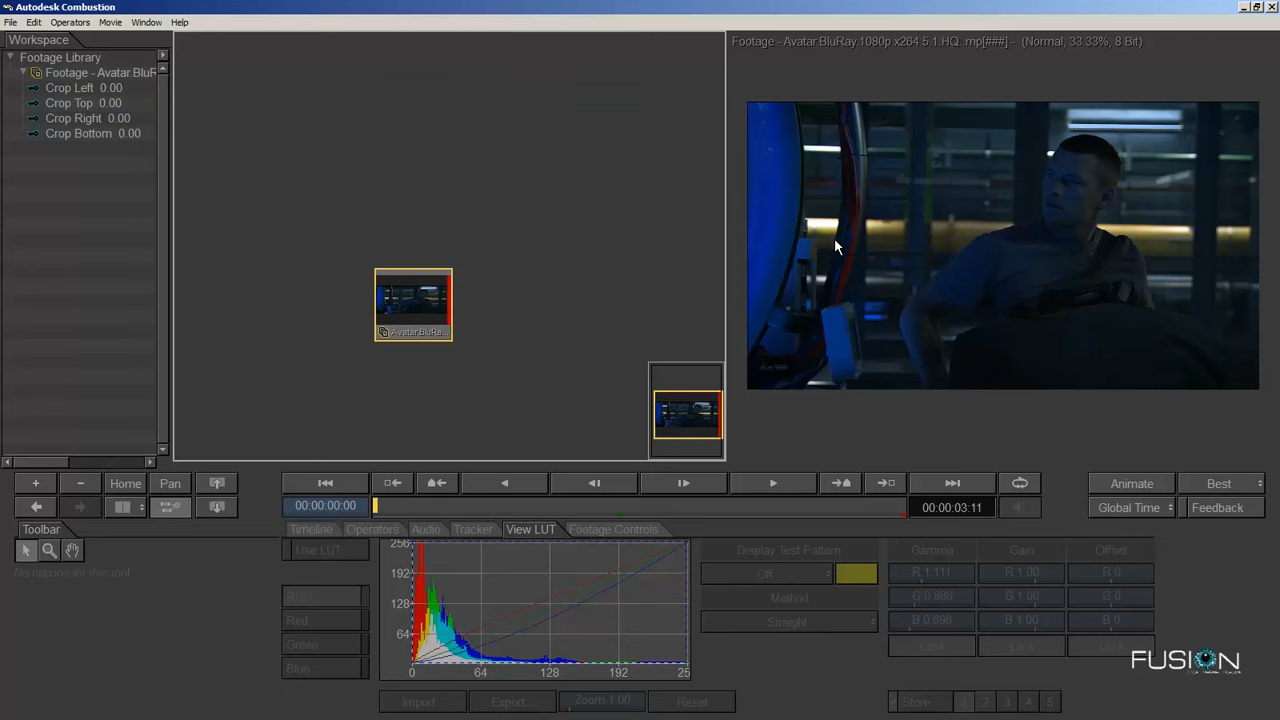 Autodesk Combustion
File Edit Operators Movie Window Help
Workspace
Footage Library
Footage - Avatar.BluR
Crop Left 0.00
Crop Top 0.00
Crop Right 0.00
Crop Bottom 0.00
Footage - Avatar.BluRay.1080p.x264.5.1.HQ..mp[###] - (Normal, 33.33%, 8 Bit)
Avatar.BluRa...
+ - Home Pan
Animate Best
00:00:00:00 00:00:03:11 Global Time Feedback
Toolbar Timeline Operators Audio Tracker View LUT Footage Controls
No options for this tool
Use LUT
RGB
Red
Green
Blue
256
192
128
64
0 64 128 192 25
Import... Export... Zoom 1.00 Reset
Display Test Pattern
Off
Method
Straight
Gamma Gain Offset
R 1.111 R 1.00 R 0
G 1.00 G 0
B 1.00 B 0
Lock Lock Lock
Store 1 2 3 4 5
FUSION